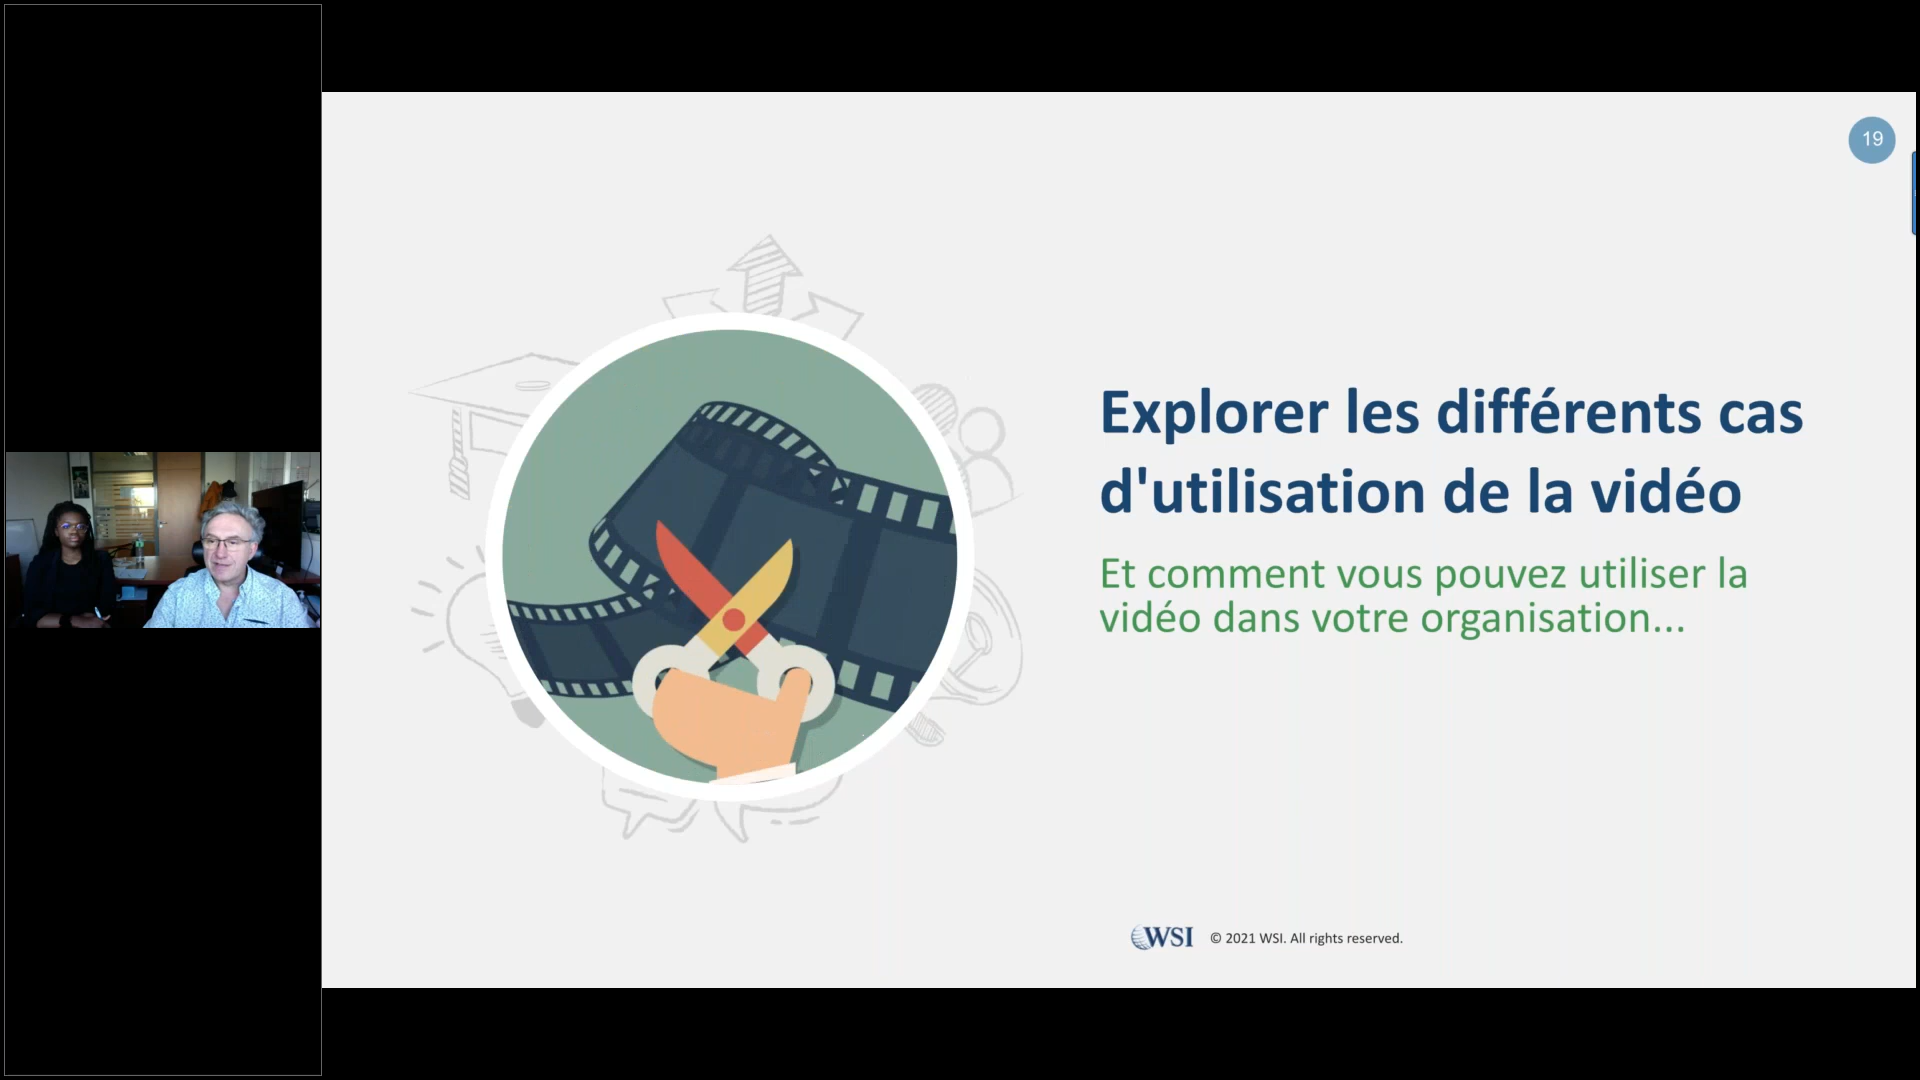 19
Explorer les différents cas
d'utilisation de la vidéo
Et comment vous pouvez utiliser la
vidéo dans votre organisation...
WSI © 2021 WSI. All rights reserved.